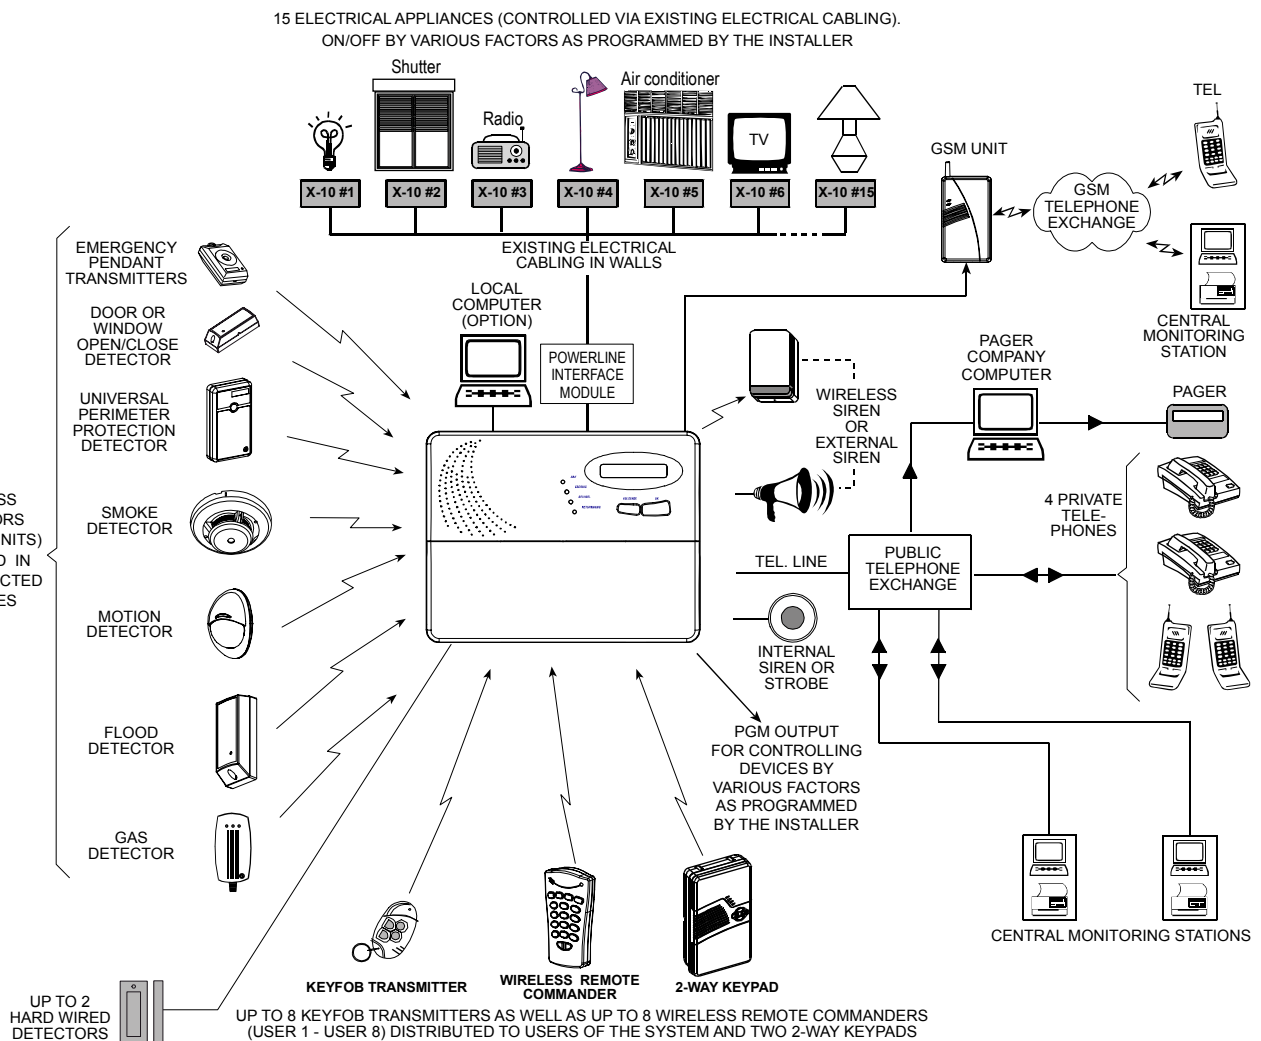 15 ELECTRICAL APPLIANCES (CONTROLLED VIA EXISTING ELECTRICAL CABLING).
ON/OFF BY VARIOUS FACTORS AS PROGRAMMED BY THE INSTALLER
Shutter
Radio
Air conditioner
TV
X-10 #1
X-10 #2
X-10 #3
X-10 #4
X-10 #5
X-10 #6
X-10 #15
EXISTING ELECTRICAL
CABLING IN WALLS
GSM UNIT
TEL
GSM
TELEPHONE
EXCHANGE
CENTRAL
MONITORING
STATION
EMERGENCY
PENDANT
TRANSMITTERS
DOOR OR
WINDOW
OPEN/CLOSE
DETECTOR
UNIVERSAL
PERIMETER
PROTECTION
DETECTOR
SMOKE
DETECTOR
MOTION
DETECTOR
FLOOD
DETECTOR
GAS
DETECTOR
SS
ORS
NITS)
D IN
CTED
ES
LOCAL
COMPUTER
(OPTION)
POWERLINE
INTERFACE
MODULE
WIRELESS
SIREN
OR
EXTERNAL
SIREN
PAGER
COMPANY
COMPUTER
PAGER
4 PRIVATE
TELE-
PHONES
TEL. LINE
PUBLIC
TELEPHONE
EXCHANGE
INTERNAL
SIREN OR
STROBE
PGM OUTPUT
FOR CONTROLLING
DEVICES BY
VARIOUS FACTORS
AS PROGRAMMED
BY THE INSTALLER
CENTRAL MONITORING STATIONS
KEYFOB TRANSMITTER
WIRELESS REMOTE
COMMANDER
2-WAY KEYPAD
UP TO 8 KEYFOB TRANSMITTERS AS WELL AS UP TO 8 WIRELESS REMOTE COMMANDERS
(USER 1 - USER 8) DISTRIBUTED TO USERS OF THE SYSTEM AND TWO 2-WAY KEYPADS
UP TO 2
HARD WIRED
DETECTORS